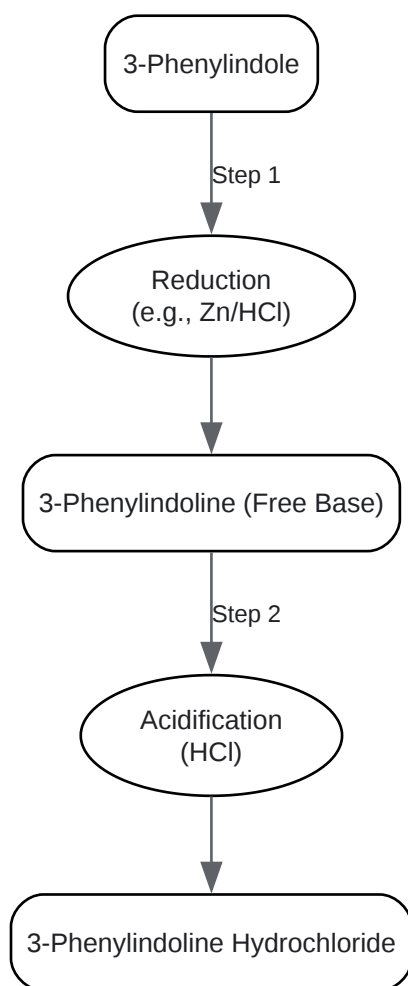 3-Phenylindole
Step 1
Reduction
(e.g., Zn/HCl)
3-Phenylindoline (Free Base)
Step 2
Acidification
(HCl)
3-Phenylindoline Hydrochloride